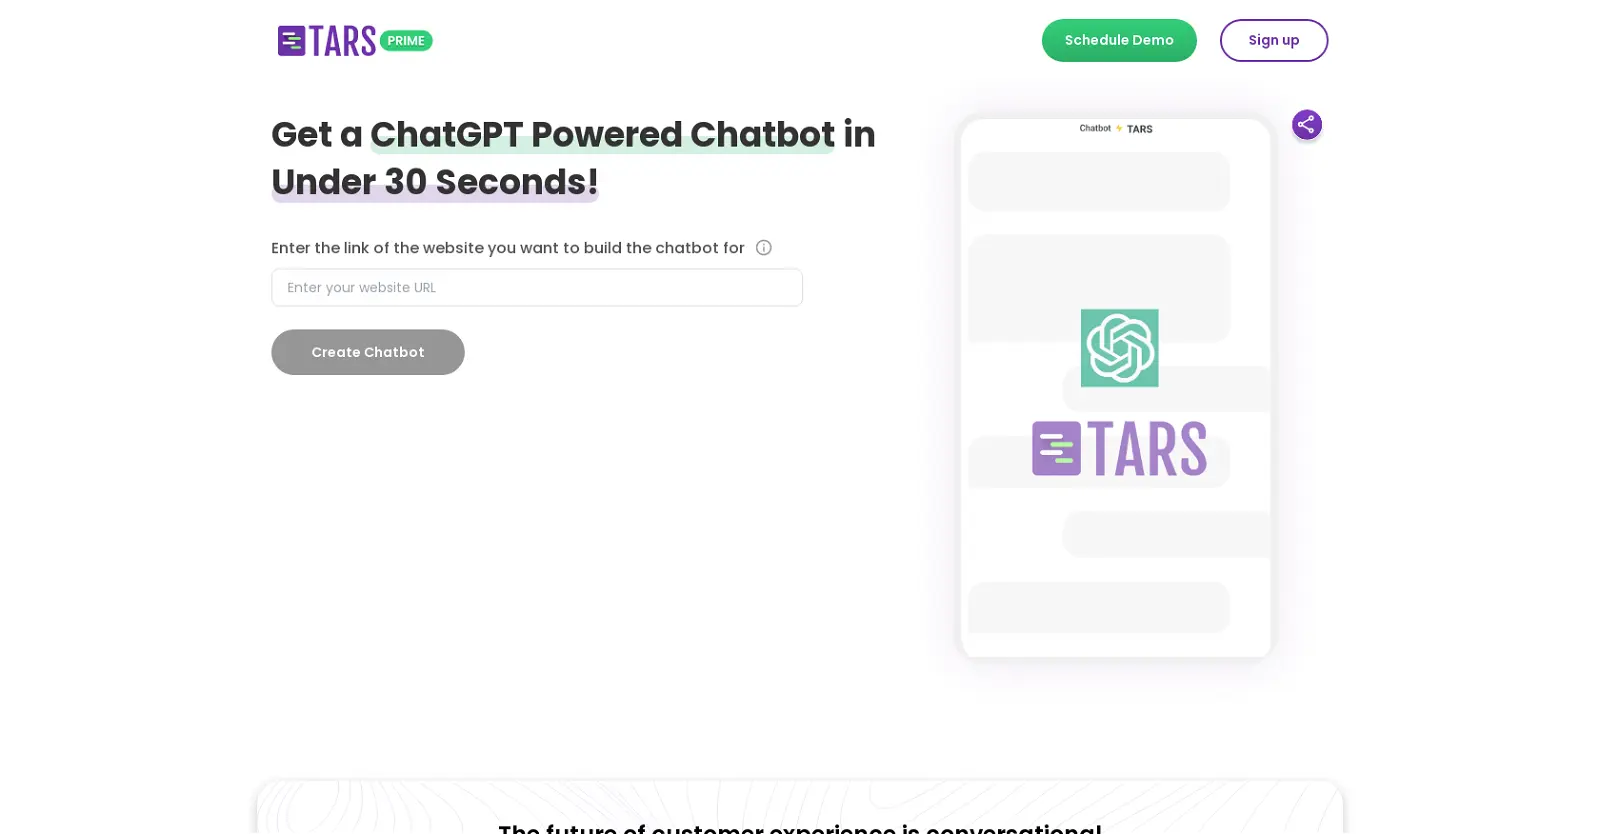 TARS PRIME
Schedule Demo
Sign up
Get a ChatGPT Powered Chatbot in
Under 30 Seconds!
Enter the link of the website you want to build the chatbot for
Enter your website URL
Create Chatbot
Chatbot ⚡ TARS
TARS
The future of customer experience is conversational